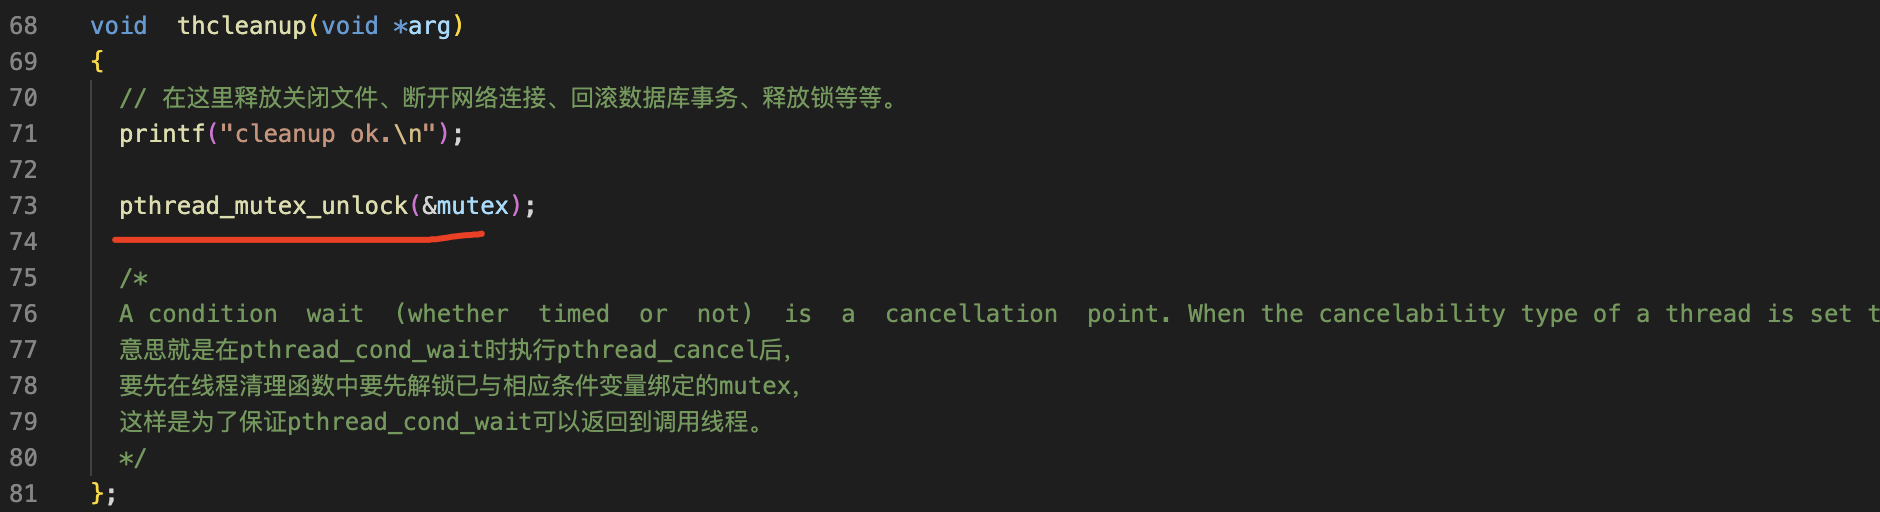 68 void  thcleanup(void *arg)
69 {
70 // 在这里释放关闭文件、断开网络连接、回滚数据库事务、释放锁等等。
71 printf("cleanup ok.\n");
72
73 pthread_mutex_unlock(&mutex);
74
75 /*
76 A condition  wait  (whether  timed  or  not)  is  a  cancellation  point. When the cancelability type of a thread is set t
77 意思就是在pthread_cond_wait时执行pthread_cancel后，
78 要先在线程清理函数中要先解锁已与相应条件变量绑定的mutex，
79 这样是为了保证pthread_cond_wait可以返回到调用线程。
80 */
81 };